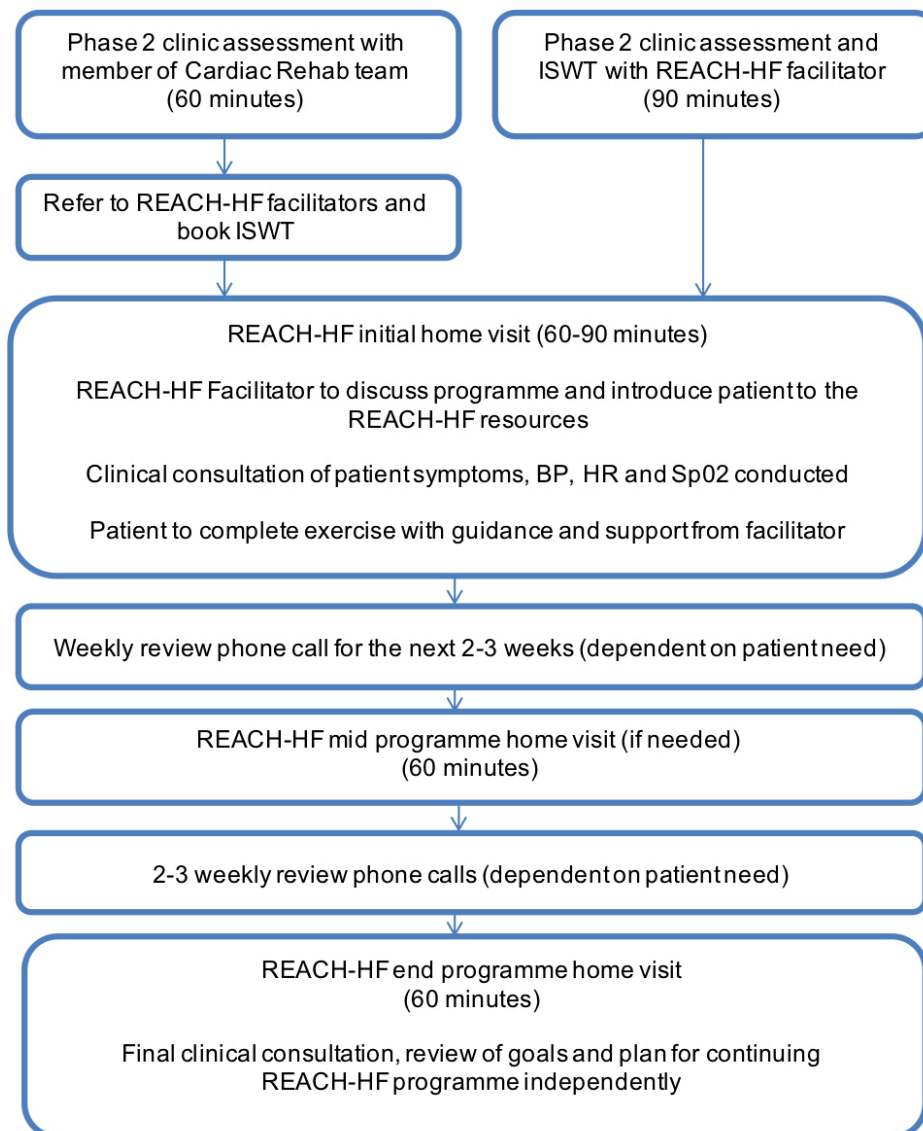 Phase 2 clinic assessment with
member of Cardiac Rehab team
(60 minutes)
Phase 2 clinic assessment and
ISWT with REACH-HF facilitator
(90 minutes)
Refer to REACH-HF facilitators and
book ISWT
REACH-HF initial home visit (60-90 minutes)
REACH-HF Facilitator to discuss programme and introduce patient to the
REACH-HF resources
Clinical consultation of patient symptoms, BP, HR and Sp02 conducted
Patient to complete exercise with guidance and support from facilitator
Weekly review phone call for the next 2-3 weeks (dependent on patient need)
REACH-HF mid programme home visit (if needed)
(60 minutes)
2-3 weekly review phone calls (dependent on patient need)
REACH-HF end programme home visit
(60 minutes)
Final clinical consultation, review of goals and plan for continuing
REACH-HF programme independently